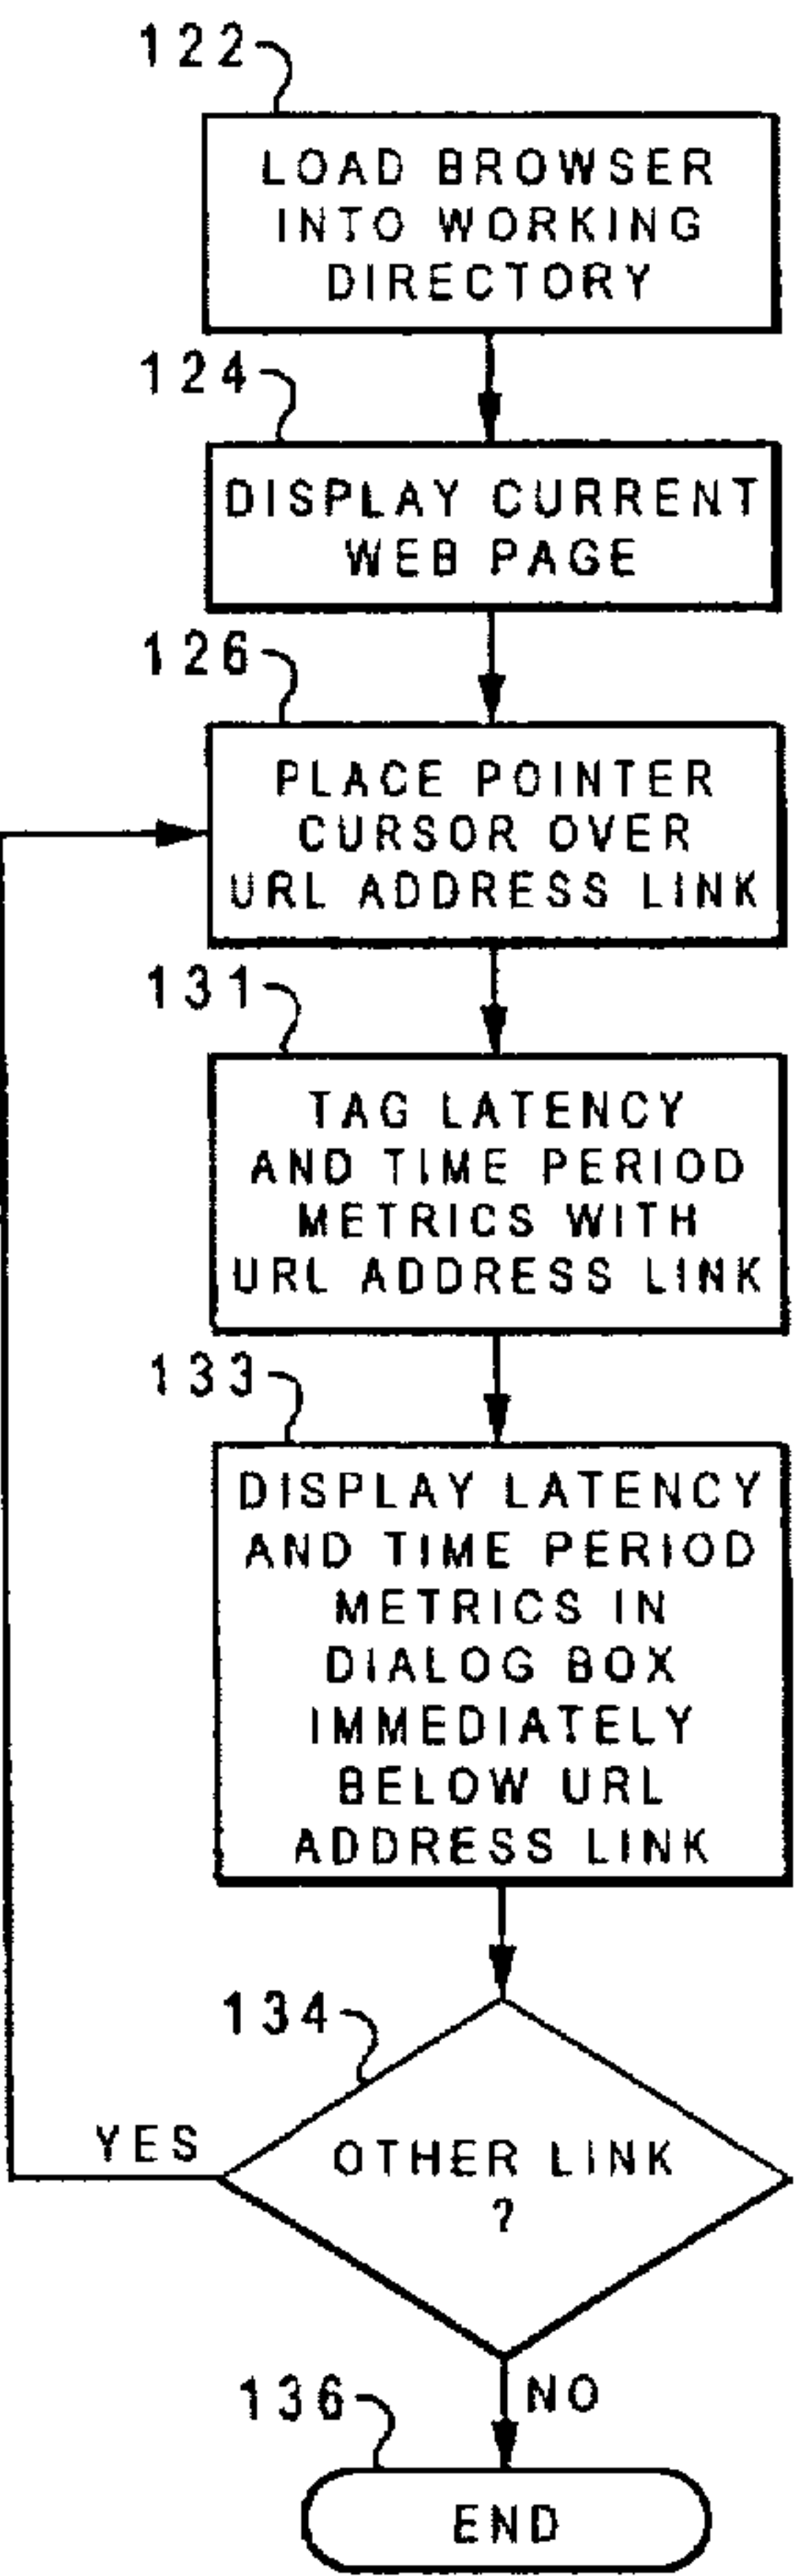 122
LOAD BROWSER
INTO WORKING
DIRECTORY
124
DISPLAY CURRENT
WEB PAGE
126
PLACE POINTER
CURSOR OVER
URL ADDRESS LINK
131
TAG LATENCY
AND TIME PERIOD
METRICS WITH
URL ADDRESS LINK
133
DISPLAY LATENCY
AND TIME PERIOD
METRICS IN
DIALOG BOX
IMMEDIATELY
BELOW URL
ADDRESS LINK
134
YES
OTHER LINK
?
NO
136
END